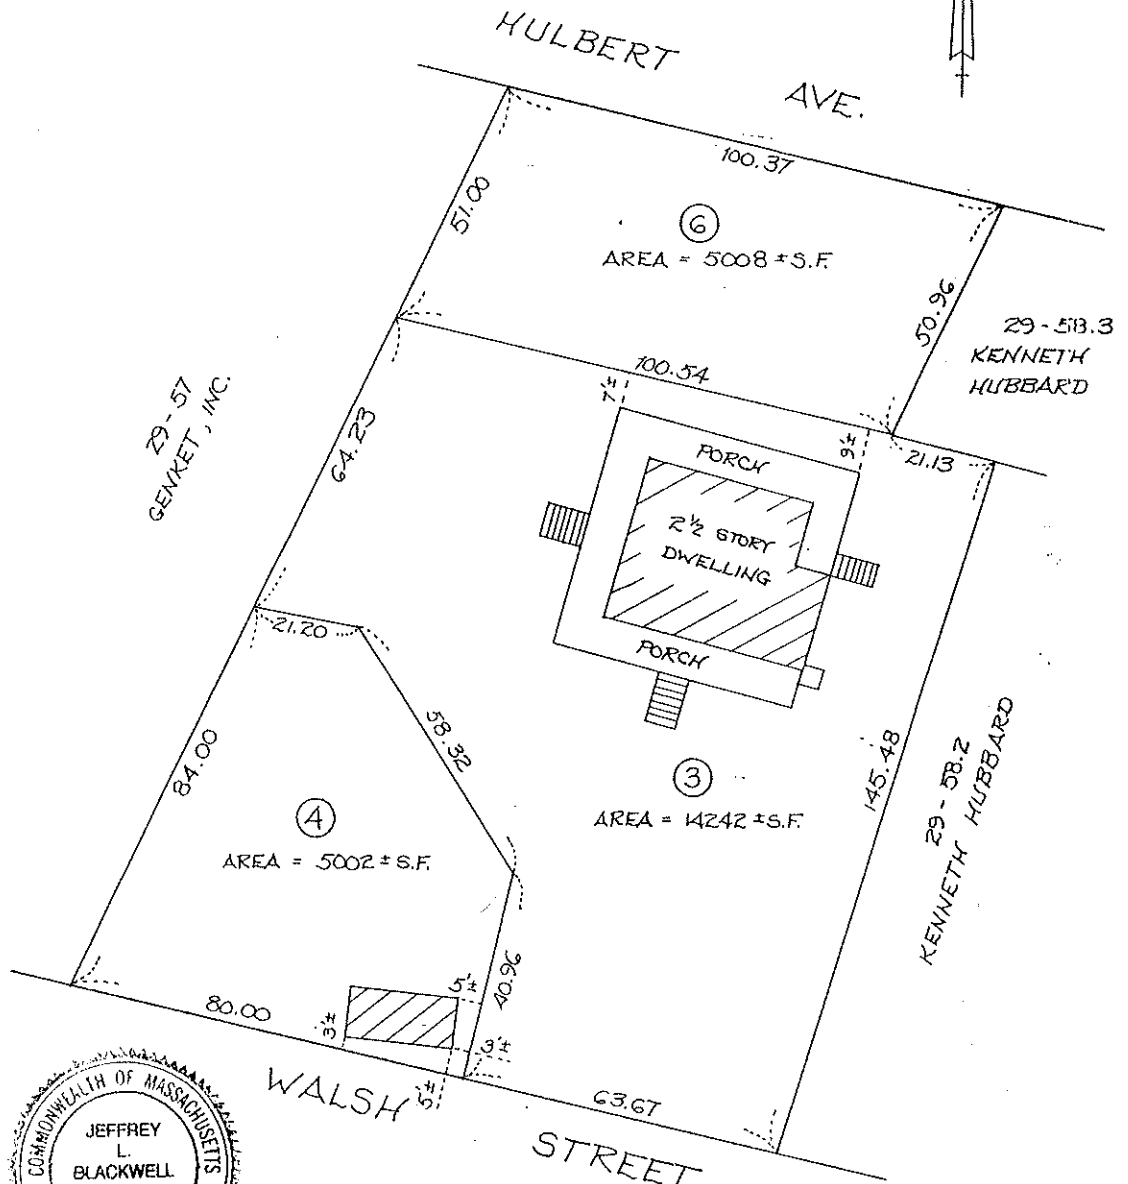 HULBERT AVE.
100.37
51.00
6
AREA = 5008 ± S.F.
50.96
KENNETH
HUBBARD
29-57
GENKET, INC.
100.54
7'±
9'±
21.13
64.23
PORCH
2½ STORY
DWELLING
PORCH
21.20
58.32
84.00
3
AREA = 14242 ± S.F.
145.48
29-58.2
KENNETH HUBBARD
4
AREA = 5002 ± S.F.
40.96
5'±
80.00
3'±
3'±
5'±
63.67
WALSH STREET
COMMONWEALTH OF MASSACHUSETTS
JEFFREY
L.
BLACKWELL